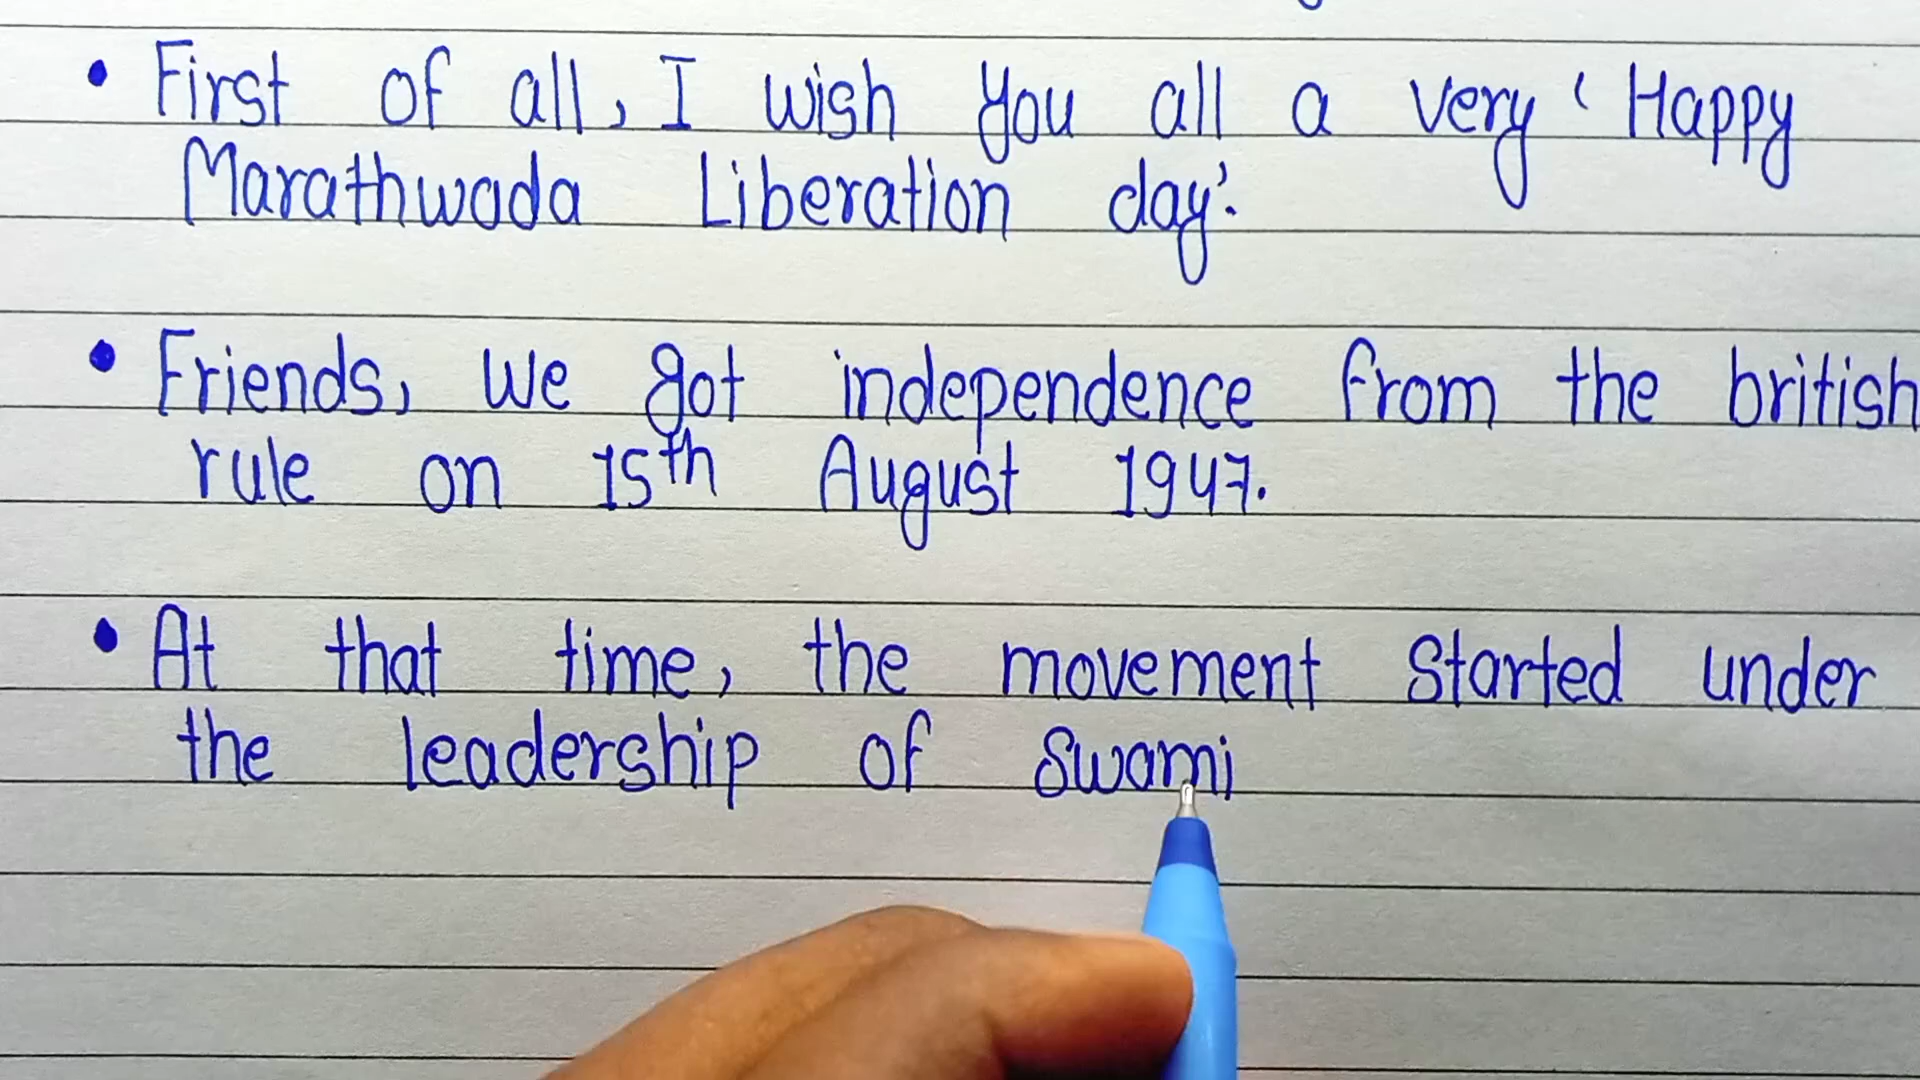 • First of all, I wish you all a very ‘Happy
Marathwada Liberation day’.
• Friends, we got independence from the british
rule on 15th August 1947.
• At that time, the movement started under
the leadership of swami